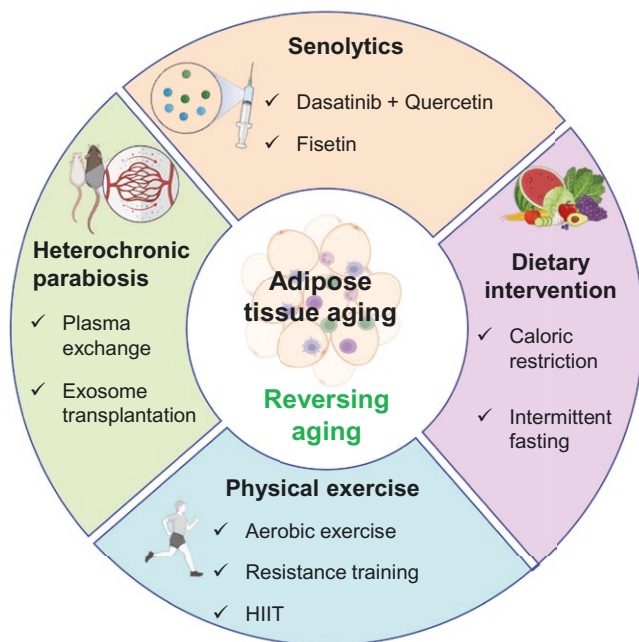 Senolytics
✓ Dasatinib + Quercetin
✓ Fisetin
Heterochronic
parabiosis
✓ Plasma
exchange
✓ Exosome
transplantation
Adipose
tissue aging
Reversing
aging
Dietary
intervention
✓ Caloric
restriction
✓ Intermittent
fasting
Physical exercise
✓ Aerobic exercise
✓ Resistance training
✓ HIIT